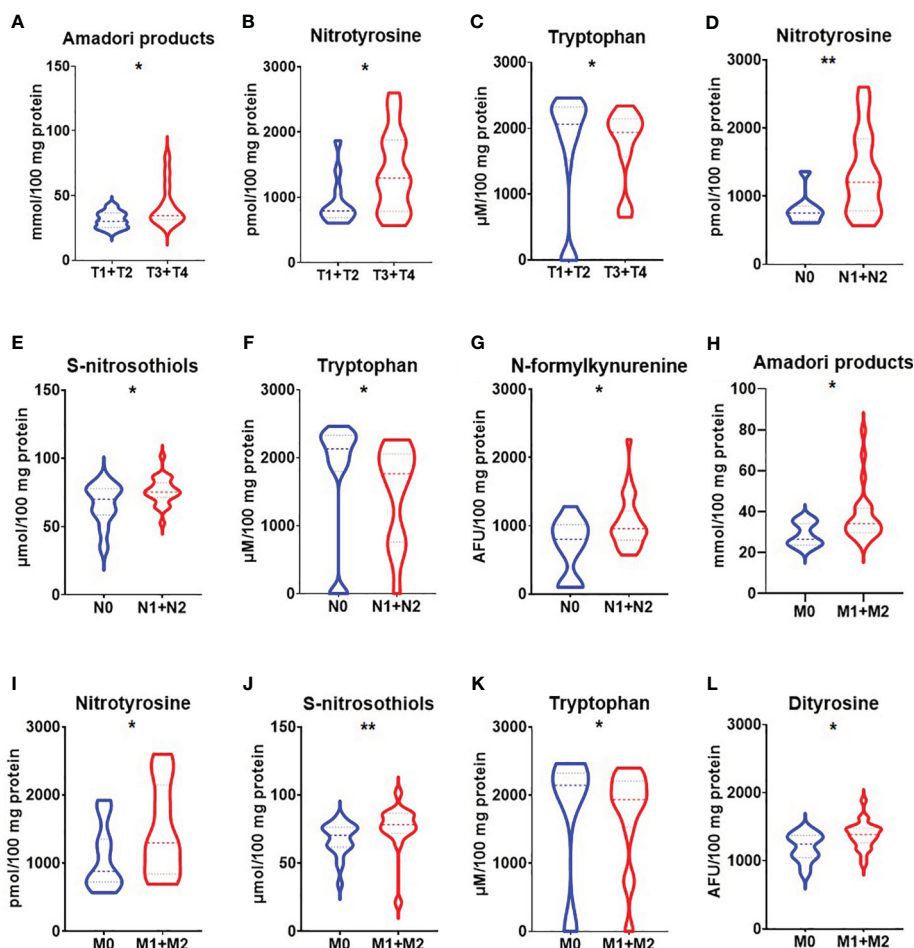 A
Amadori products
*
mmol/100 mg protein
150
100
50
0
T1+T2
T3+T4
B
Nitrotyrosine
*
pmol/100 mg protein
3000
2000
1000
0
T1+T2
T3+T4
C
Tryptophan
*
µM/100 mg protein
3000
2000
1000
0
T1+T2
T3+T4
D
Nitrotyrosine
**
pmol/100 mg protein
3000
2000
1000
0
N0
N1+N2
E
S-nitrosothiols
*
µmol/100 mg protein
150
100
50
0
N0
N1+N2
F
Tryptophan
*
µM/100 mg protein
3000
2000
1000
0
N0
N1+N2
G
N-formylkynurenine
*
AFU/100 mg protein
3000
2000
1000
0
N0
N1+N2
H
Amadori products
*
mmol/100 mg protein
100
80
60
40
20
0
M0
M1+M2
I
Nitrotyrosine
*
pmol/100 mg protein
3000
2000
1000
0
M0
M1+M2
J
S-nitrosothiols
**
µmol/100 mg protein
150
100
50
0
M0
M1+M2
K
Tryptophan
*
µM/100 mg protein
3000
2000
1000
0
M0
M1+M2
L
Dityrosine
*
AFU/100 mg protein
3000
2000
1000
0
M0
M1+M2